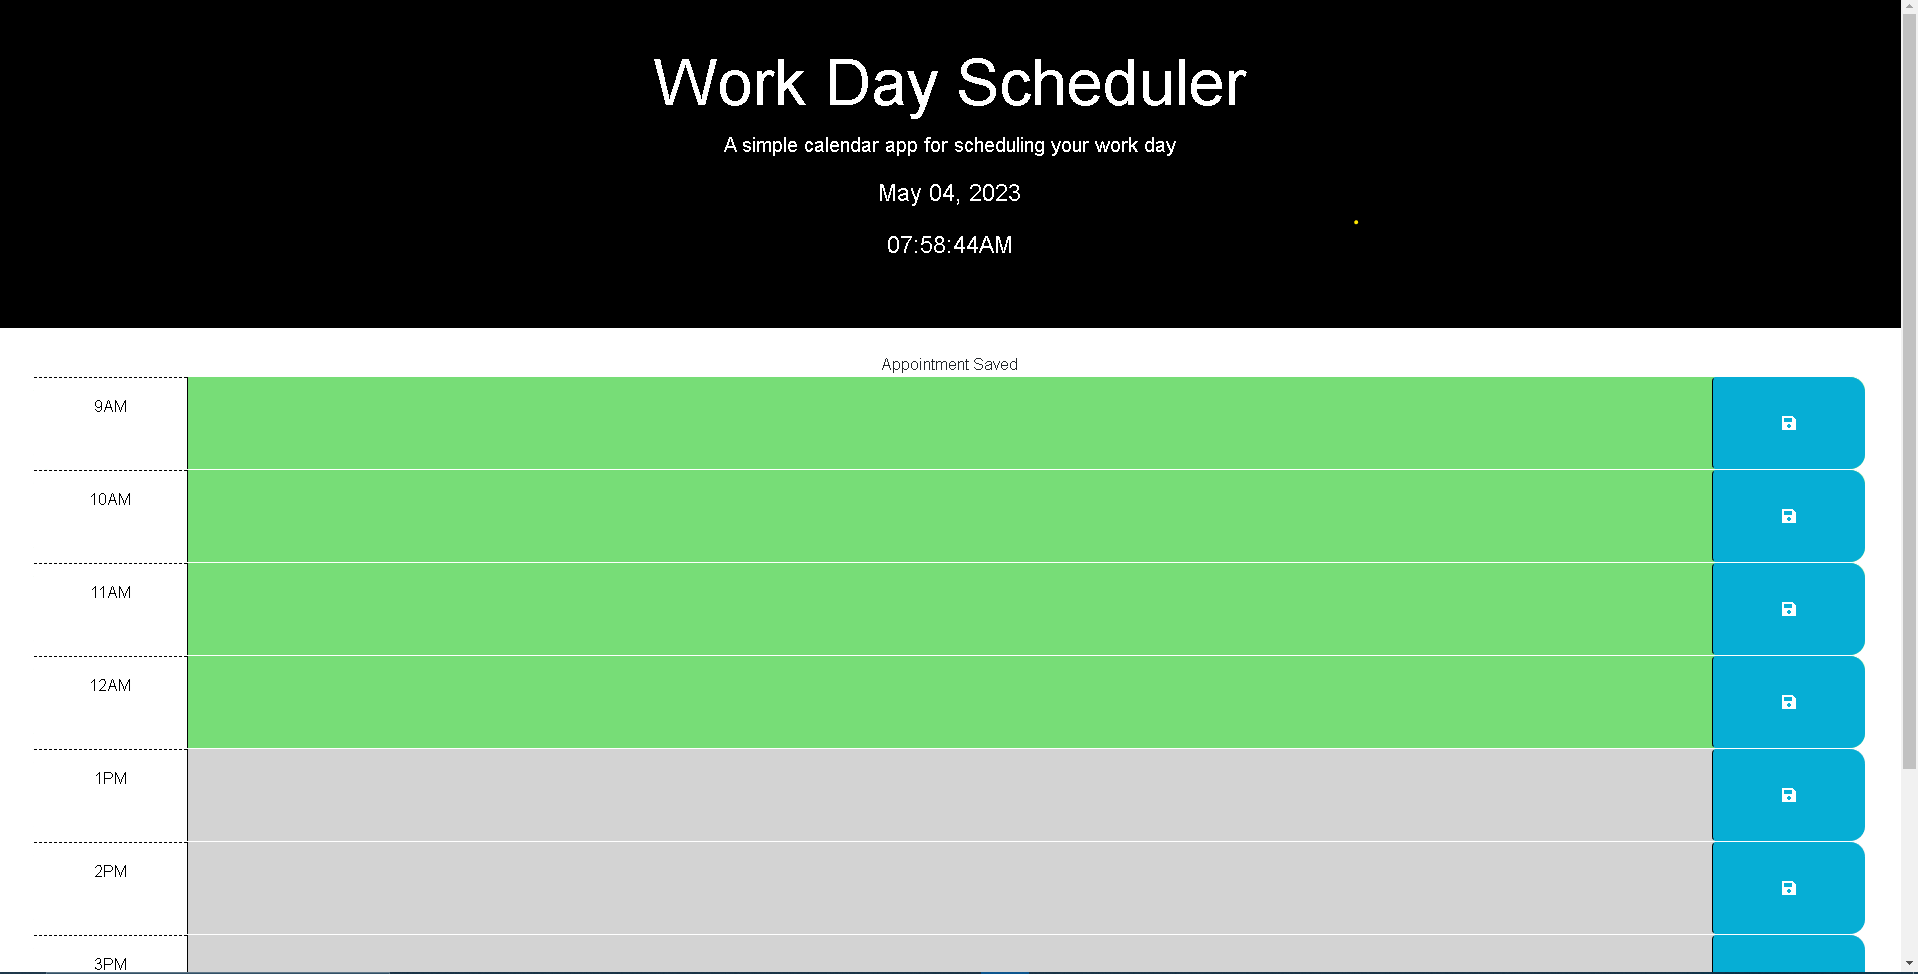 Work Day Scheduler
A simple calendar app for scheduling your work day
May 04, 2023
07:58:44AM
Appointment Saved
9AM
10AM
11AM
12AM
1PM
2PM
3PM